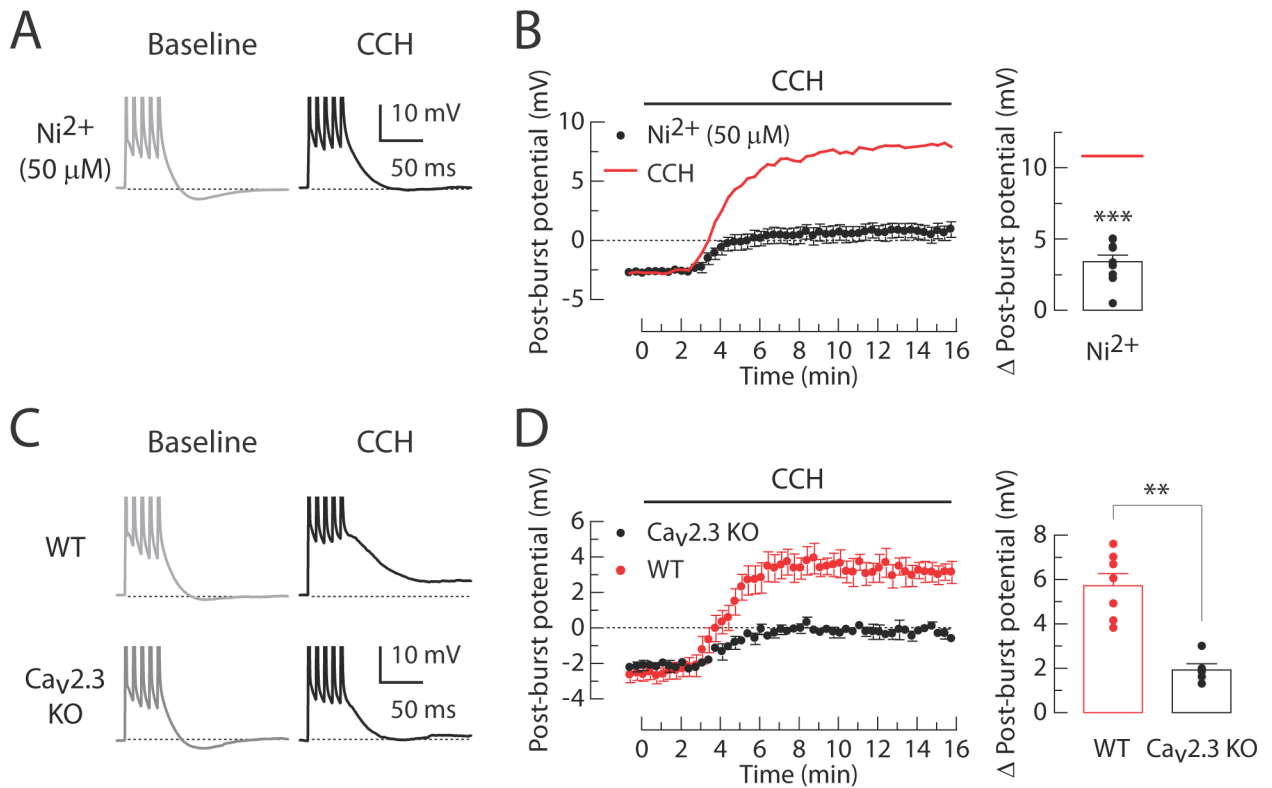 A
Baseline
CCH
Ni2+
(50 µM)
10 mV
50 ms
B
CCH
Post-burst potential (mV)
10
5
0
-5
Ni2+ (50 µM)
CCH
0 2 4 6 8 10 12 14 16
Time (min)
Δ Post-burst potential (mV)
10
5
0
***
Ni2+
C
Baseline
CCH
WT
Cav2.3
KO
10 mV
50 ms
D
CCH
Post-burst potential (mV)
6
4
2
0
-2
-4
Cav2.3 KO
WT
0 2 4 6 8 10 12 14 16
Time (min)
Δ Post-burst potential (mV)
8
6
4
2
0
**
WT Cav2.3 KO